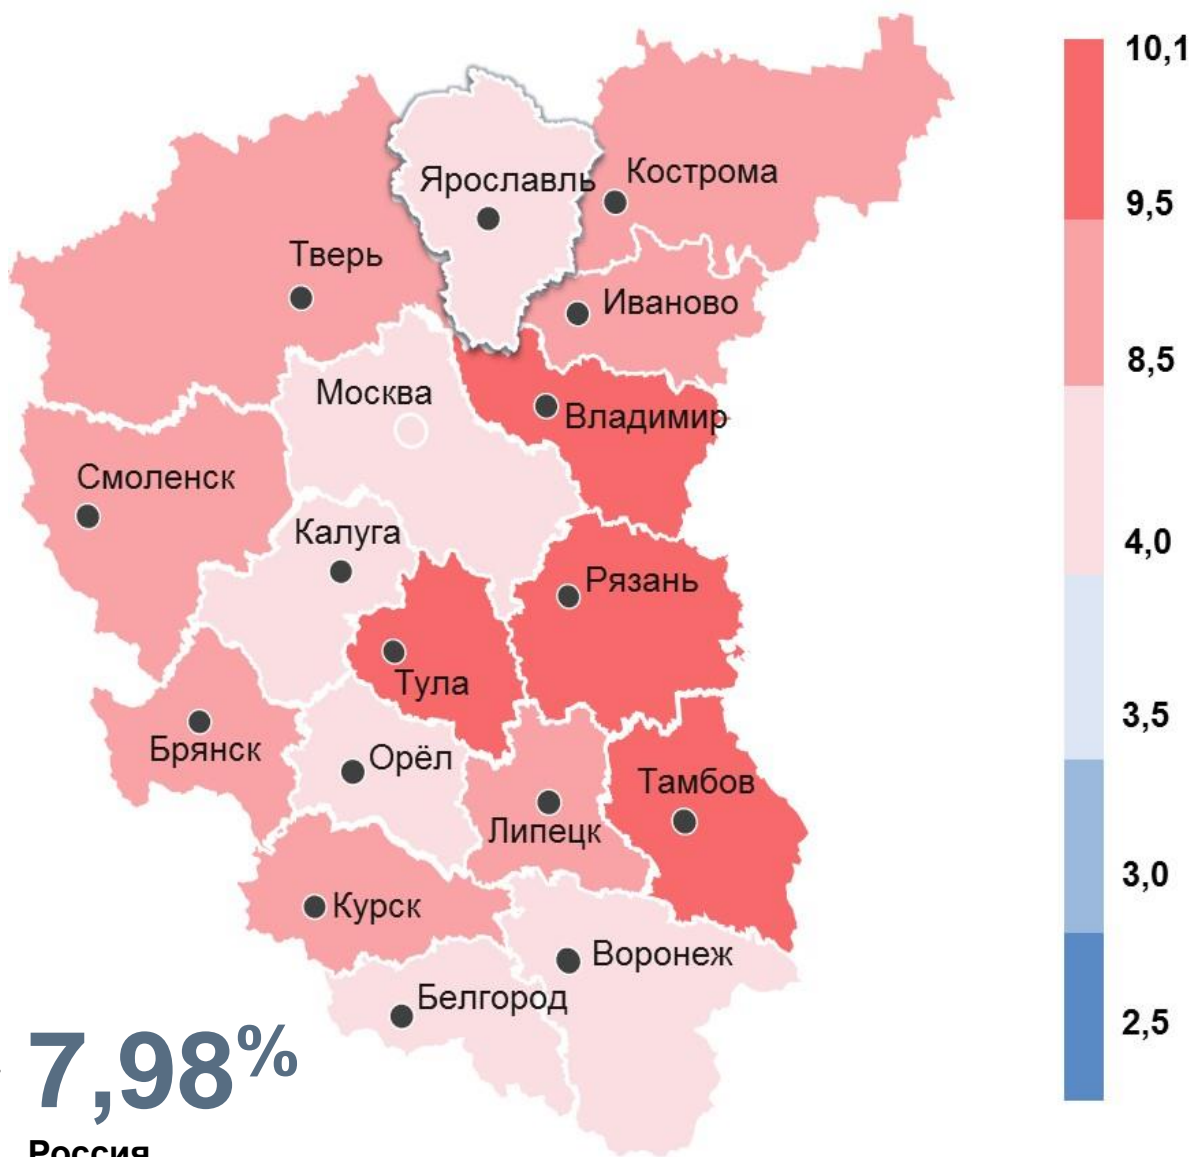 10,1
Ярославль
Кострома
9,5
Тверь
Иваново
8,5
Москва
Владимир
Смоленск
Калуга
4,0
Рязань
Тула
3,5
Брянск
Орёл
Тамбов
Липецк
3,0
Курск
Воронеж
Белгород
2,5
7,98%
Россия